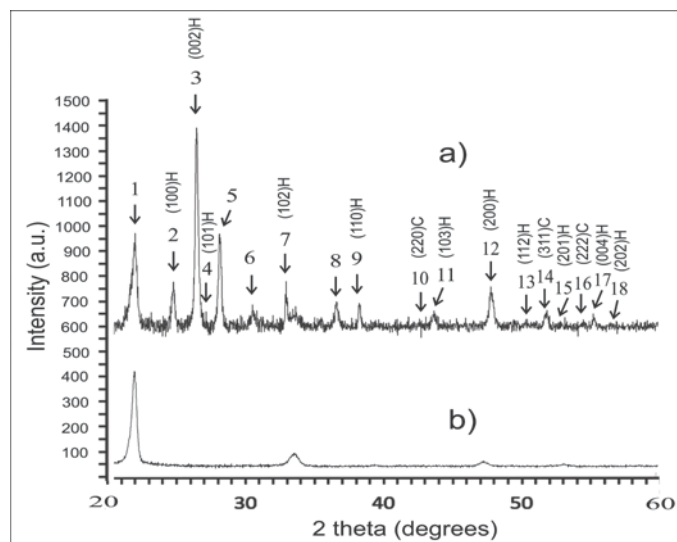 (002)H
3
1500
1400
1300
1200
1100
1000
900
800
700
600
500
400
300
200
100
Intensity (a.u.)
a)
1
(100)H
2
(101)H
4
5
6
(102)H
7
8
(110)H
9
(220)C
10
(103)H
11
(200)H
12
(112)H
13
(311)C
14
(201)H
15
(222)C
16
(004)H
17
(202)H
18
b)
20 30 40 50 60
2 theta (degrees)